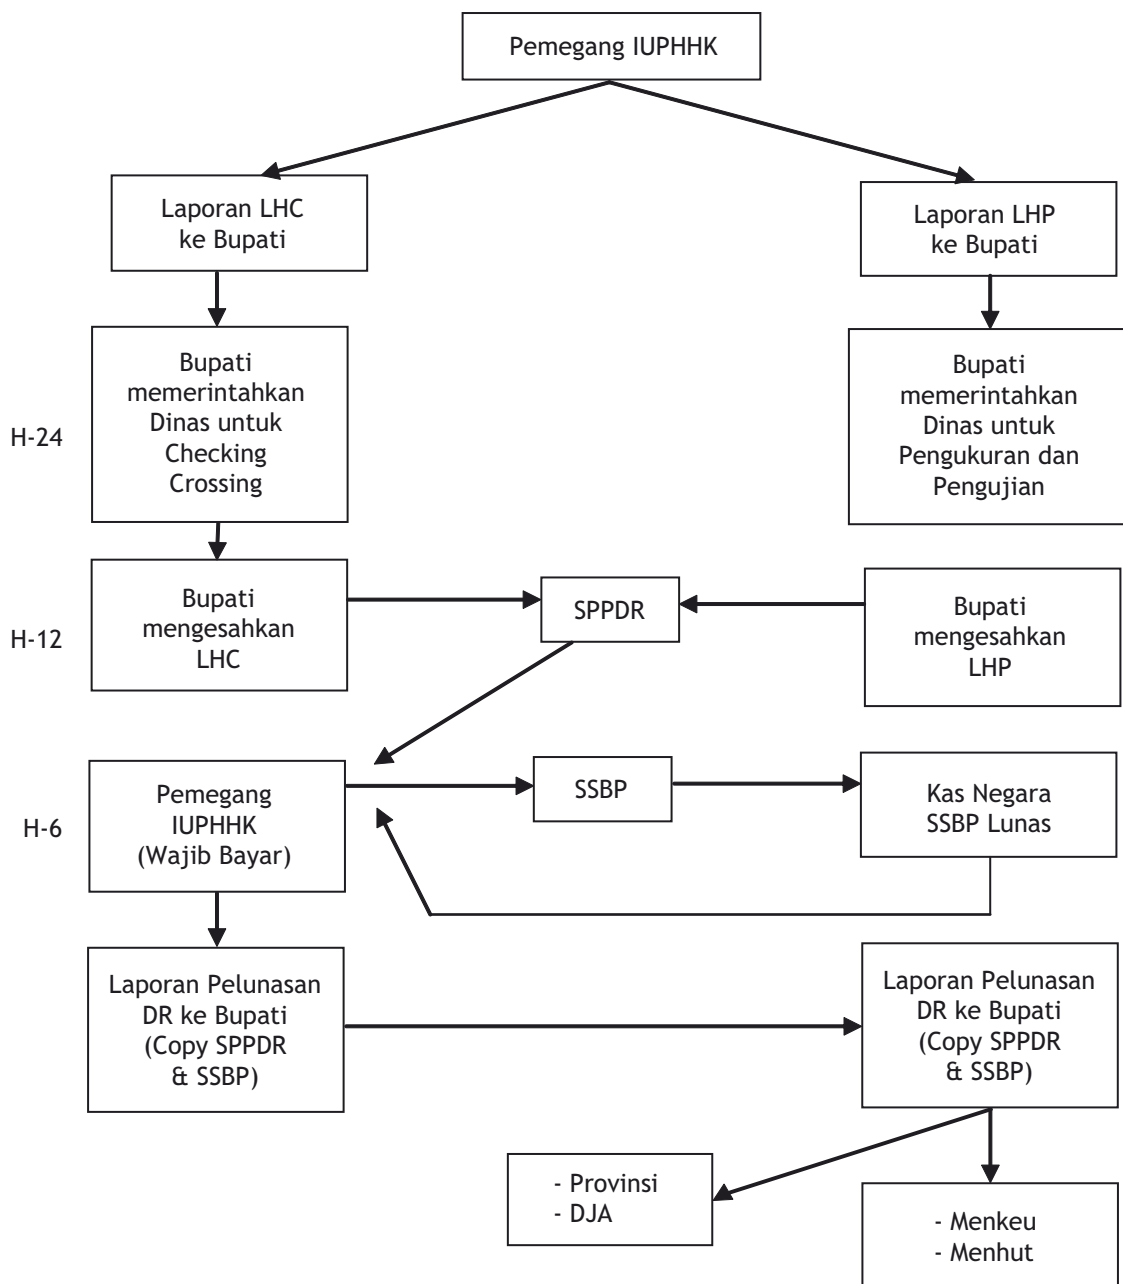 Pemegang IUPHHK
Laporan LHC
ke Bupati
Laporan LHP
ke Bupati
H-24
Bupati
memerintahkan
Dinas untuk
Checking
Crossing
Bupati
memerintahkan
Dinas untuk
Pengukuran dan
Pengujian
H-12
Bupati
mengesahkan
LHC
SPPDR
Bupati
mengesahkan
LHP
H-6
Pemegang
IUPHHK
(Wajib Bayar)
SSBP
Kas Negara
SSBP Lunas
Laporan Pelunasan
DR ke Bupati
(Copy SPPDR
& SSBP)
Laporan Pelunasan
DR ke Bupati
(Copy SPPDR
& SSBP)
- Provinsi
- DJA
- Menkeu
- Menhut